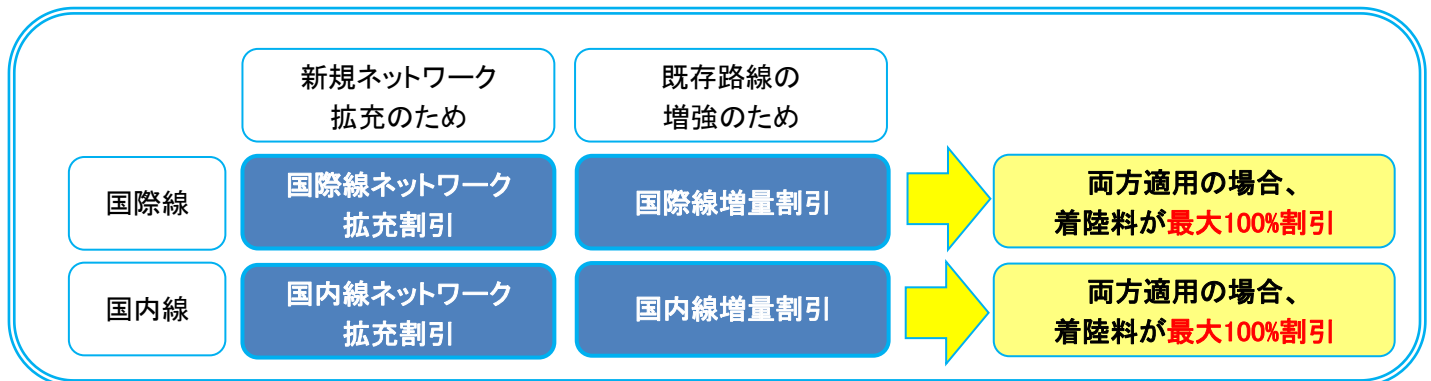 新規ネットワーク
拡充のため
既存路線の
増強のため
国際線
国際線ネットワーク
拡充割引
国際線増量割引
両方適用の場合、
着陸料が最大100%割引
国内線
国内線ネットワーク
拡充割引
国内線増量割引
両方適用の場合、
着陸料が最大100%割引